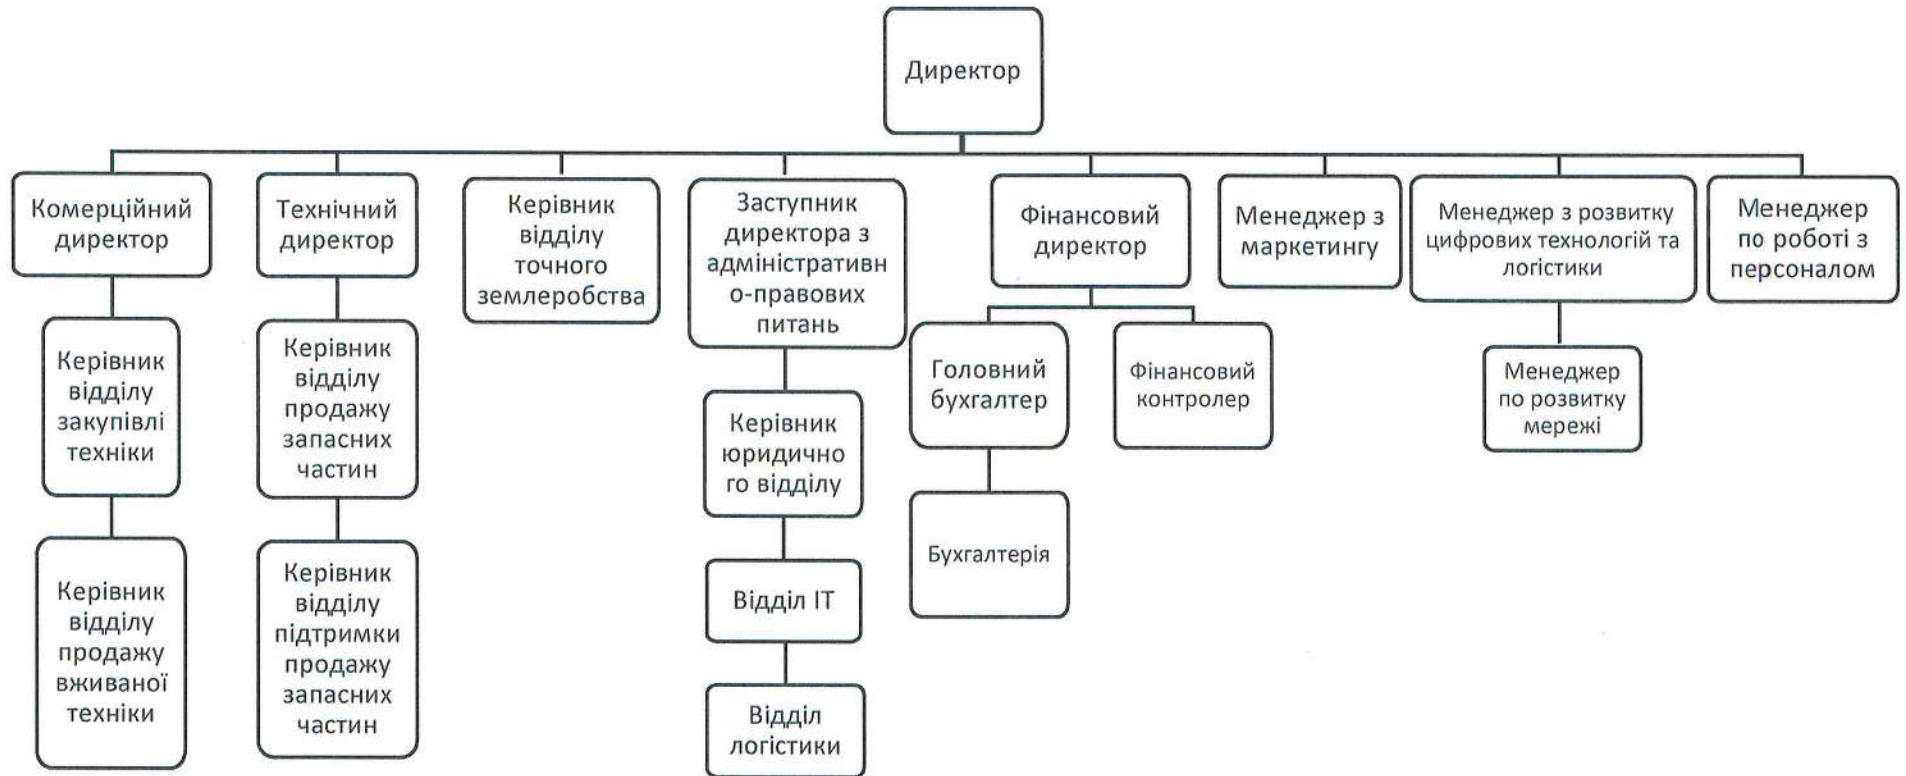 Директор
Комерційний
директор
Технічний
директор
Керівник
відділу
точного
землеробства
Заступник
директора з
адміністративн
о-правових
питань
Фінансовий
директор
Менеджер з
маркетингу
Менеджер з розвитку
цифрових технологій та
логістики
Менеджер
по роботі з
персоналом
Керівник
відділу
закупівлі
техніки
Керівник
відділу
продажу
запасних
частин
Керівник
юридично
го відділу
Головний
бухгалтер
Фінансовий
контролер
Менеджер
по розвитку
мережі
Керівник
відділу
продажу
вживаної
техніки
Керівник
відділу
підтримки
продажу
запасних
частин
Відділ ІТ
Бухгалтерія
Відділ
логістики